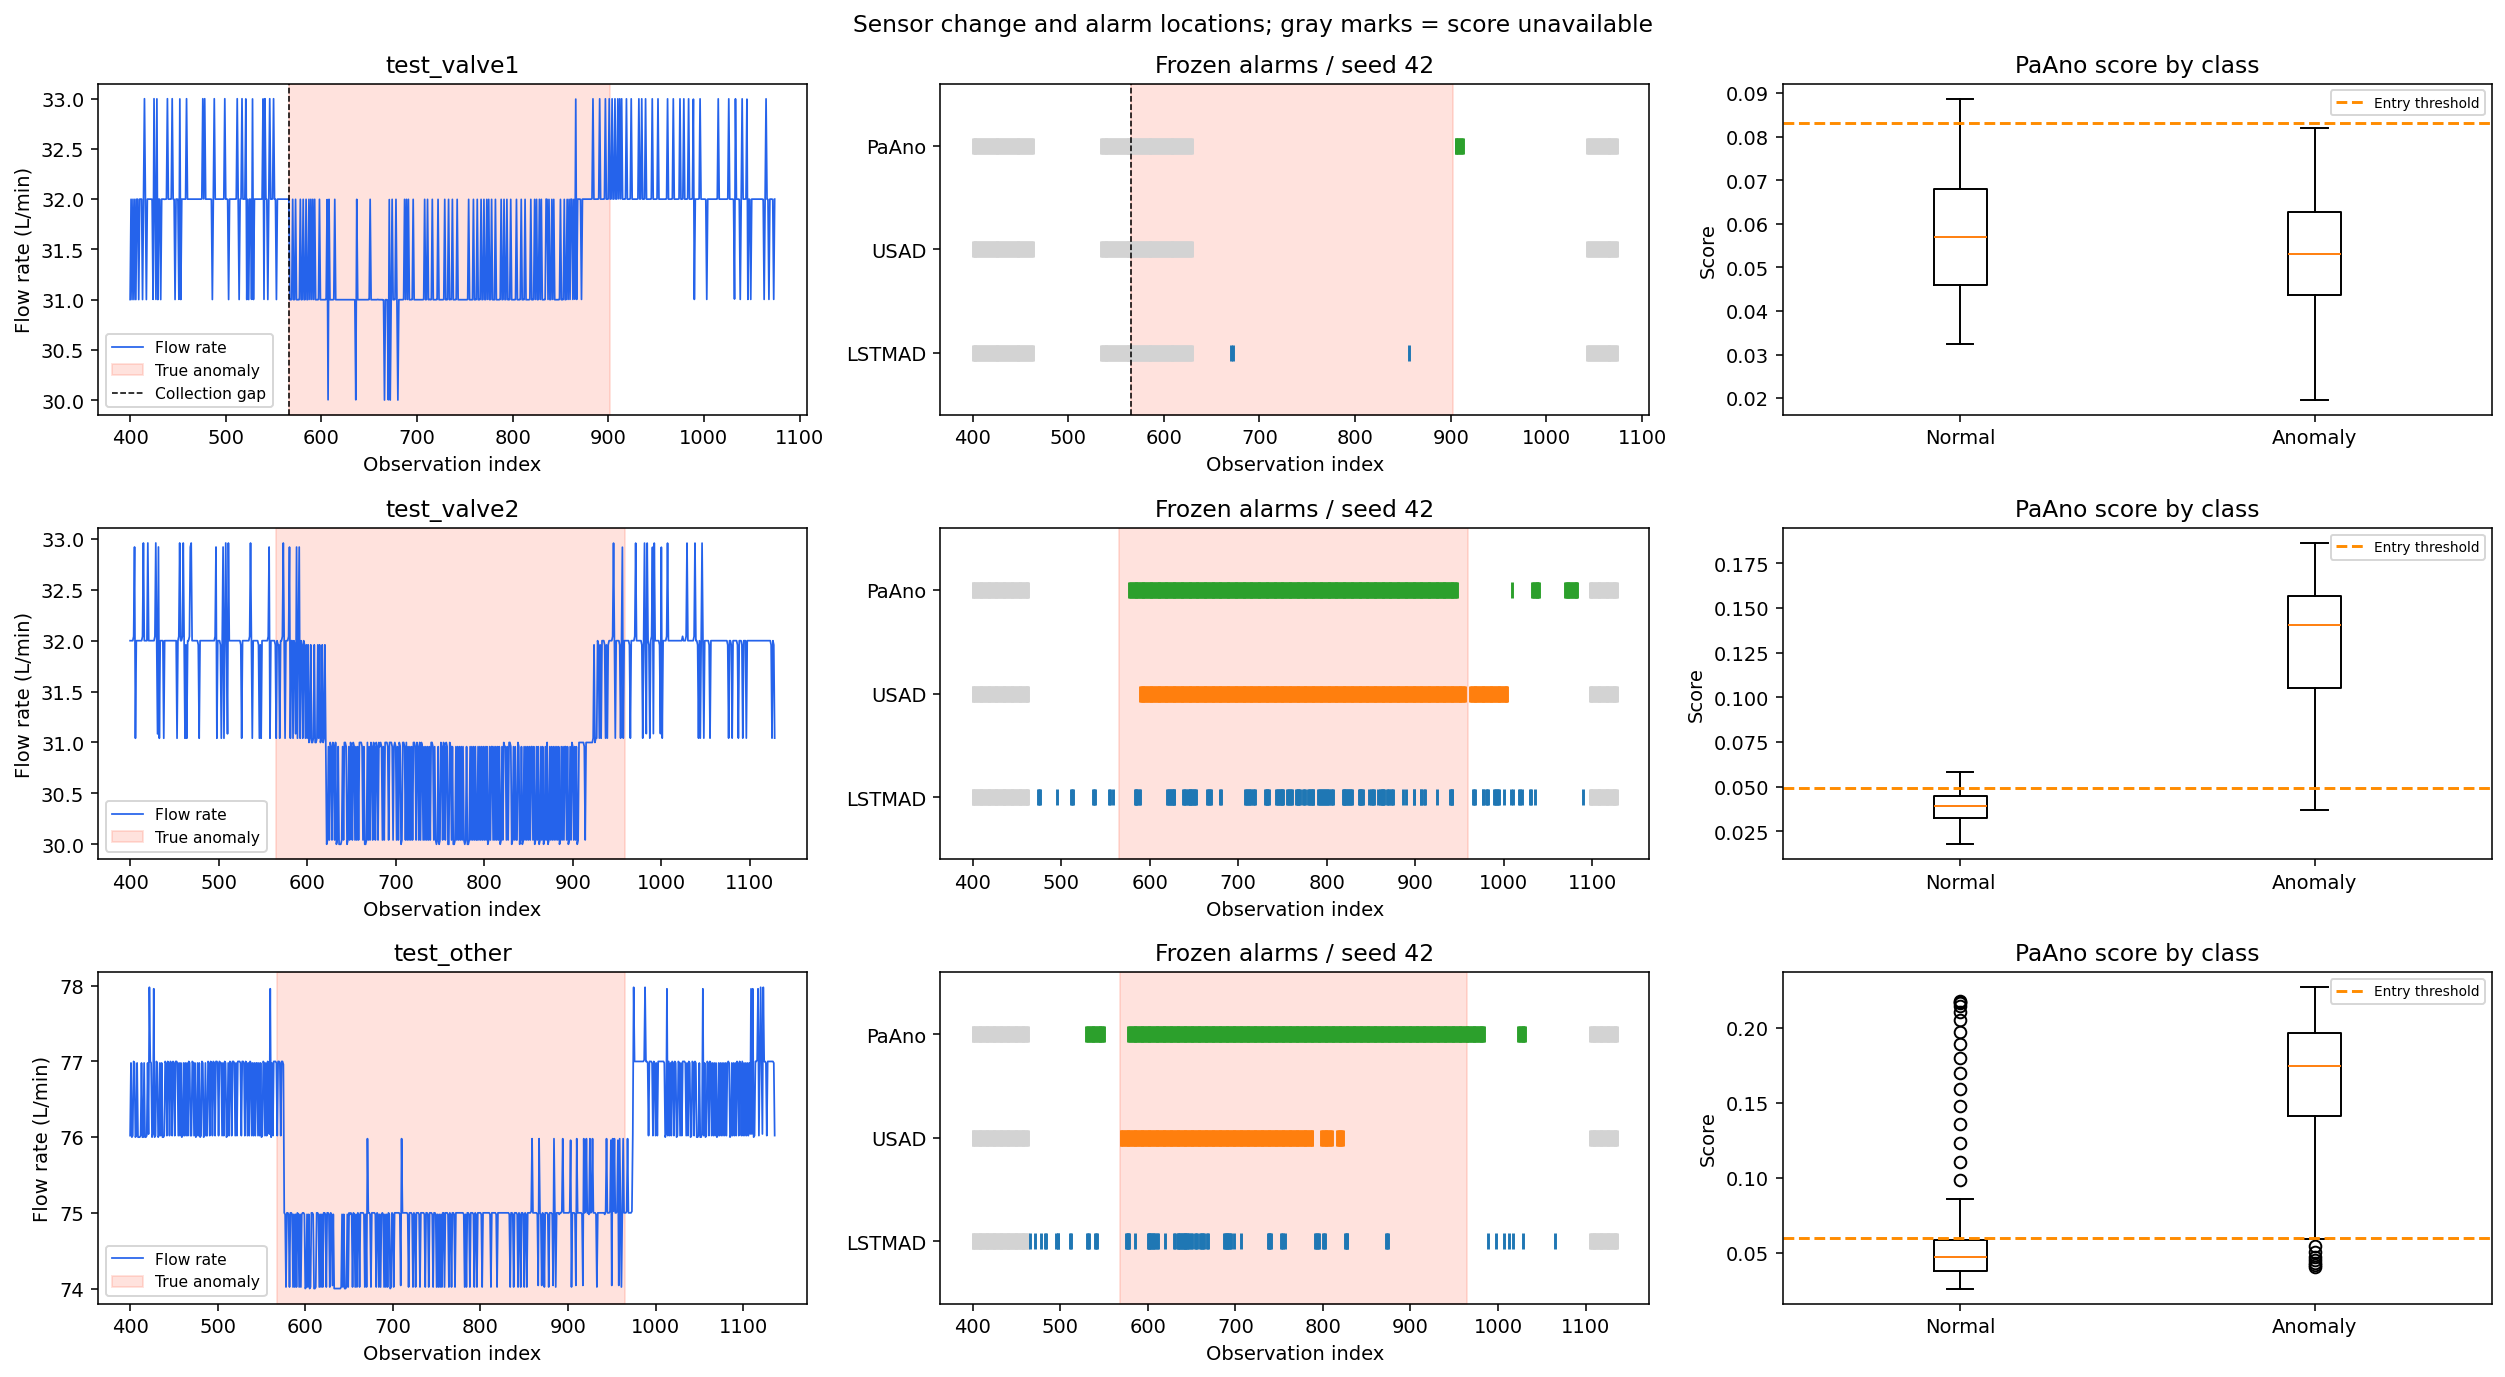 Sensor change and alarm locations; gray marks = score unavailable
test_valve1
Flow rate (L/min)
33.0
32.5
32.0
31.5
31.0
30.5
30.0
Flow rate
True anomaly
Collection gap
400 500 600 700 800 900 1000 1100
Observation index
Frozen alarms / seed 42
PaAno
USAD
LSTMAD
400 500 600 700 800 900 1000 1100
Observation index
PaAno score by class
Score
0.09
0.08
0.07
0.06
0.05
0.04
0.03
0.02
Entry threshold
Normal Anomaly
test_valve2
Flow rate (L/min)
33.0
32.5
32.0
31.5
31.0
30.5
30.0
Flow rate
True anomaly
400 500 600 700 800 900 1000 1100
Observation index
Frozen alarms / seed 42
PaAno
USAD
LSTMAD
400 500 600 700 800 900 1000 1100
Observation index
PaAno score by class
Score
0.175
0.150
0.125
0.100
0.075
0.050
0.025
Entry threshold
Normal Anomaly
test_other
Flow rate (L/min)
78
77
76
75
74
Flow rate
True anomaly
400 500 600 700 800 900 1000 1100
Observation index
Frozen alarms / seed 42
PaAno
USAD
LSTMAD
400 500 600 700 800 900 1000 1100
Observation index
PaAno score by class
Score
0.20
0.15
0.10
0.05
Entry threshold
Normal Anomaly